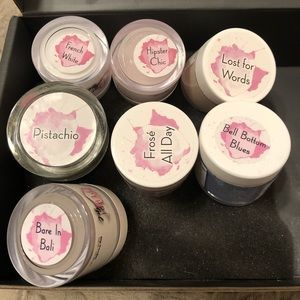 French
White
Hipster
Chic
Lost for
Words
Pistachio
Frosé
All Day
Bell Bottom
Blues
Bare In
Bali